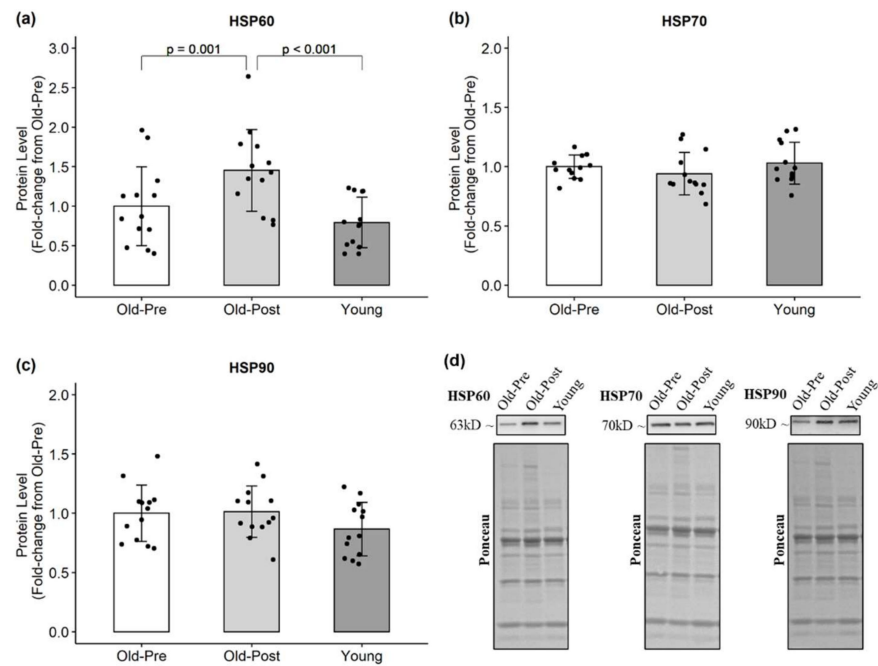 (a)
HSP60
p = 0.001
p < 0.001
Protein Level
(Fold-change from Old-Pre)
3.0
2.5
2.0
1.5
1.0
0.5
0.0
Old-Pre
Old-Post
Young
(b)
HSP70
Protein Level
(Fold-change from Old-Pre)
2.0
1.5
1.0
0.5
0.0
Old-Pre
Old-Post
Young
(c)
HSP90
Protein Level
(Fold-change from Old-Pre)
2.0
1.5
1.0
0.5
0.0
Old-Pre
Old-Post
Young
(d)
HSP60
Old-Pre
Old-Post
Young
63kD ~
Ponceau
HSP70
Old-Pre
Old-Post
Young
70kD ~
Ponceau
HSP90
Old-Pre
Old-Post
Young
90kD ~
Ponceau